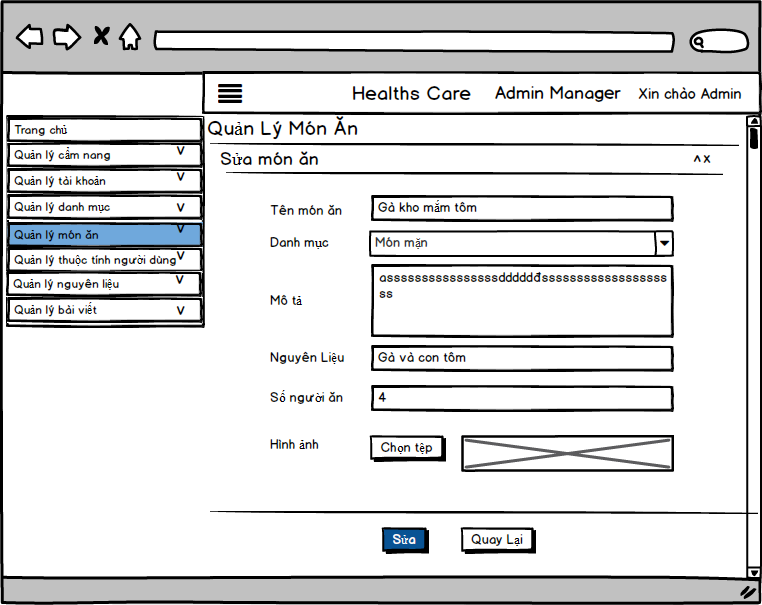 Healths Care Admin Manager Xin chào Admin
Trang chủ
Quản lý cẩm nang
Quản lý tài khoản
Quản lý danh mục
Quản lý món ăn
Quản lý thuộc tính người dùng
Quản lý nguyên liệu
Quản lý bài viết
Quản Lý Món Ăn
Sửa món ăn
Tên món ăn Gà kho mắm tôm
Danh mục Món mặn
Mô tả
asssssssssssssssssddddddđssssssssssssssssss
ss
Nguyên Liệu Gà và con tôm
Số người ăn 4
Hình ảnh Chọn tệp
Sửa Quay Lại